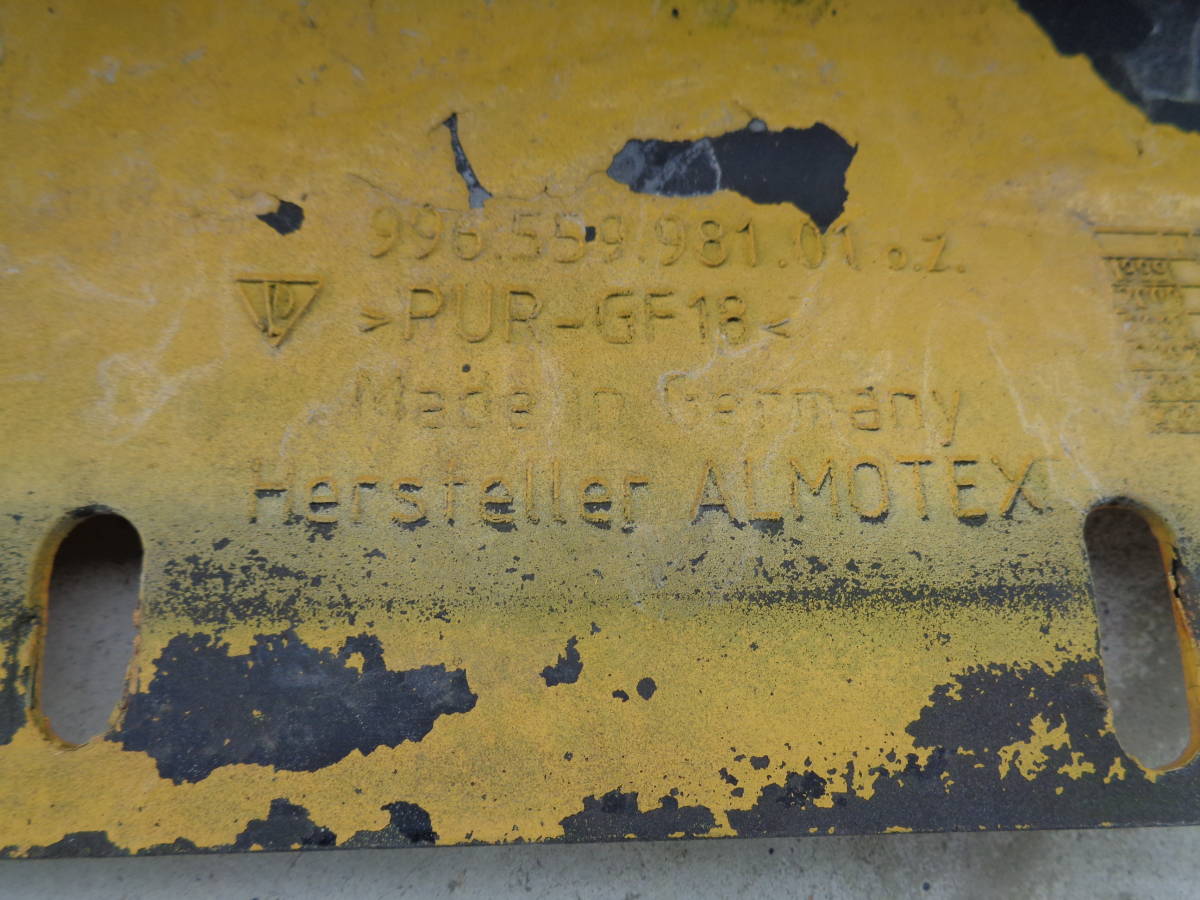 996.559.981.01 o.Z.
P >PUR-GF18<
Made in Germany
Hersteller ALMOTEX